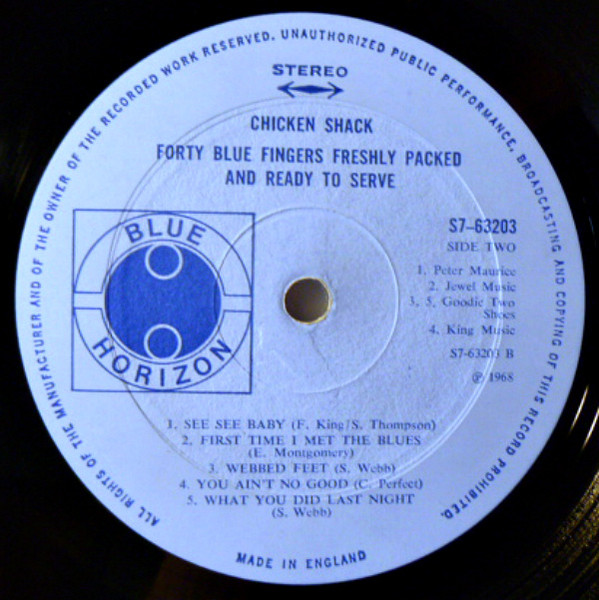 ALL RIGHTS OF THE MANUFACTURER AND OF THE OWNER OF THE RECORDED WORK RESERVED. UNAUTHORIZED PUBLIC PERFORMANCE, BROADCASTING AND COPYING OF THIS RECORD PROHIBITED.
STEREO
CHICKEN SHACK
FORTY BLUE FINGERS FRESHLY PACKED
AND READY TO SERVE
BLUE
HORIZON
S7-63203
SIDE TWO
1. Peter Maurice
2. Jewel Music
3. 5. Goodie Two
Shoes
4. King Music
S7-63203 B
℗ 1968
1. SEE SEE BABY (F. King/S. Thompson)
2. FIRST TIME I MET THE BLUES
(E. Montgomery)
3. WEBBED FEET (S. Webb)
4. YOU AIN'T NO GOOD (C. Perfect)
5. WHAT YOU DID LAST NIGHT
(S. Webb)
MADE IN ENGLAND